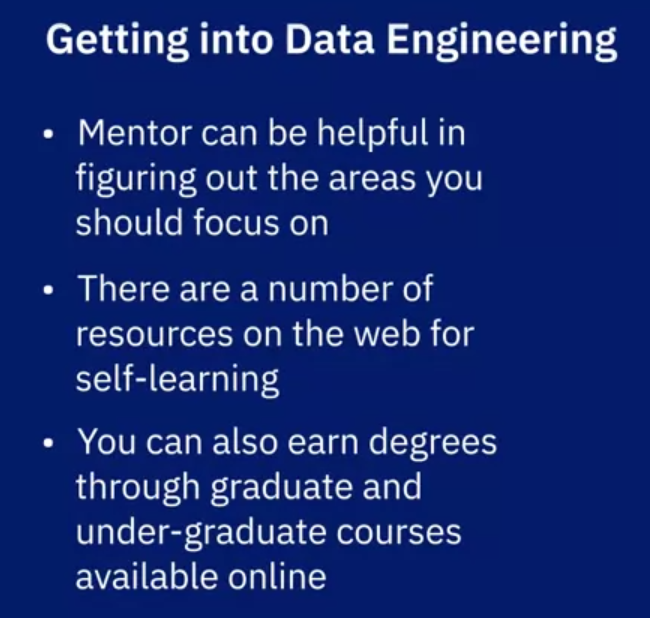 Getting into Data Engineering
• Mentor can be helpful in
figuring out the areas you
should focus on
• There are a number of
resources on the web for
self-learning
• You can also earn degrees
through graduate and
under-graduate courses
available online